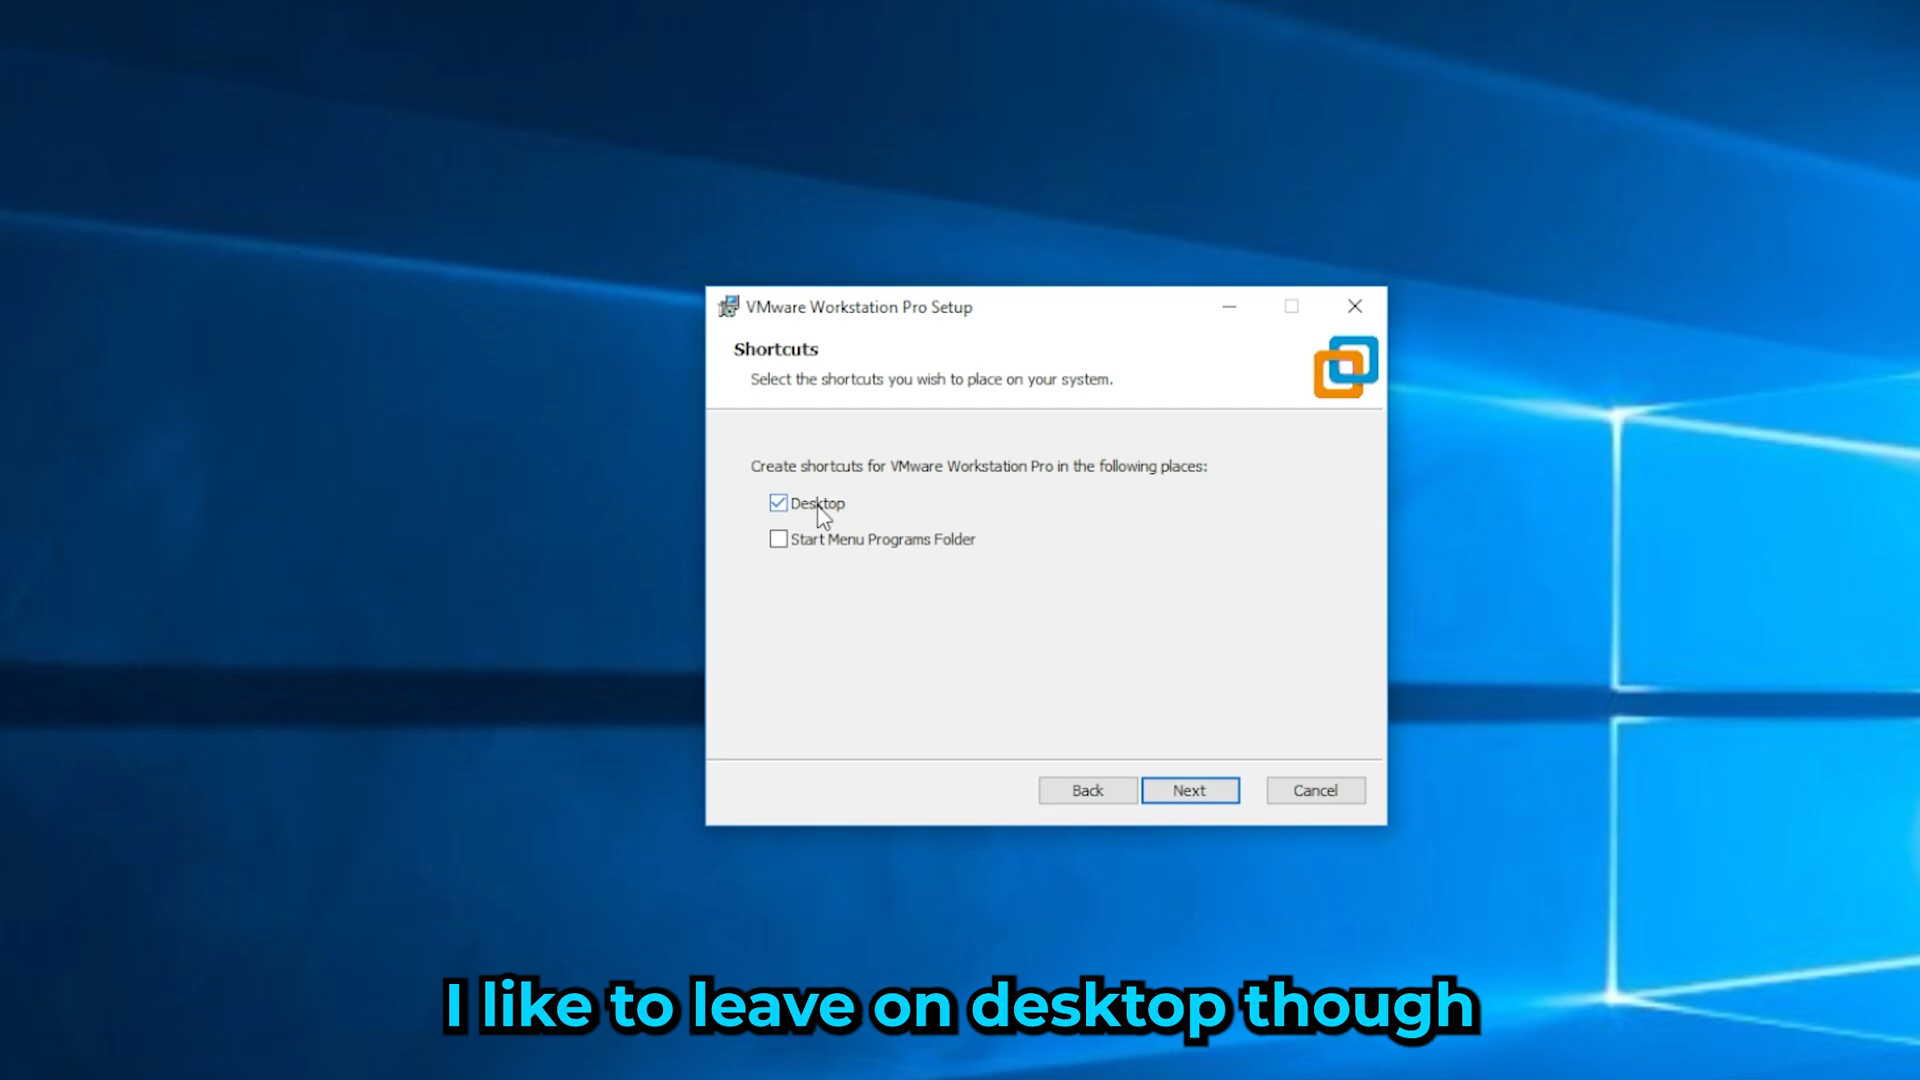 VMware Workstation Pro Setup
Shortcuts
Select the shortcuts you wish to place on your system.
Create shortcuts for VMware Workstation Pro in the following places:
Desktop
Start Menu Programs Folder
Back
Next
Cancel
I like to leave on desktop though